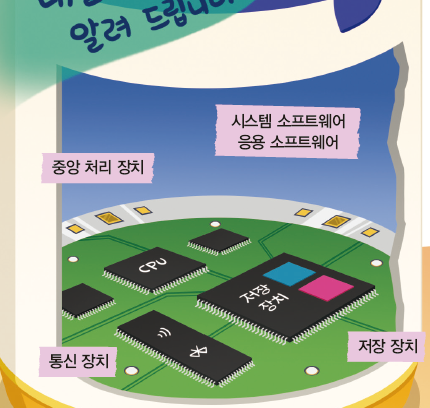 알려 드립니다
시스템 소프트웨어
응용 소프트웨어
중앙 처리 장치
CPU
저장
장치
통신 장치
저장 장치